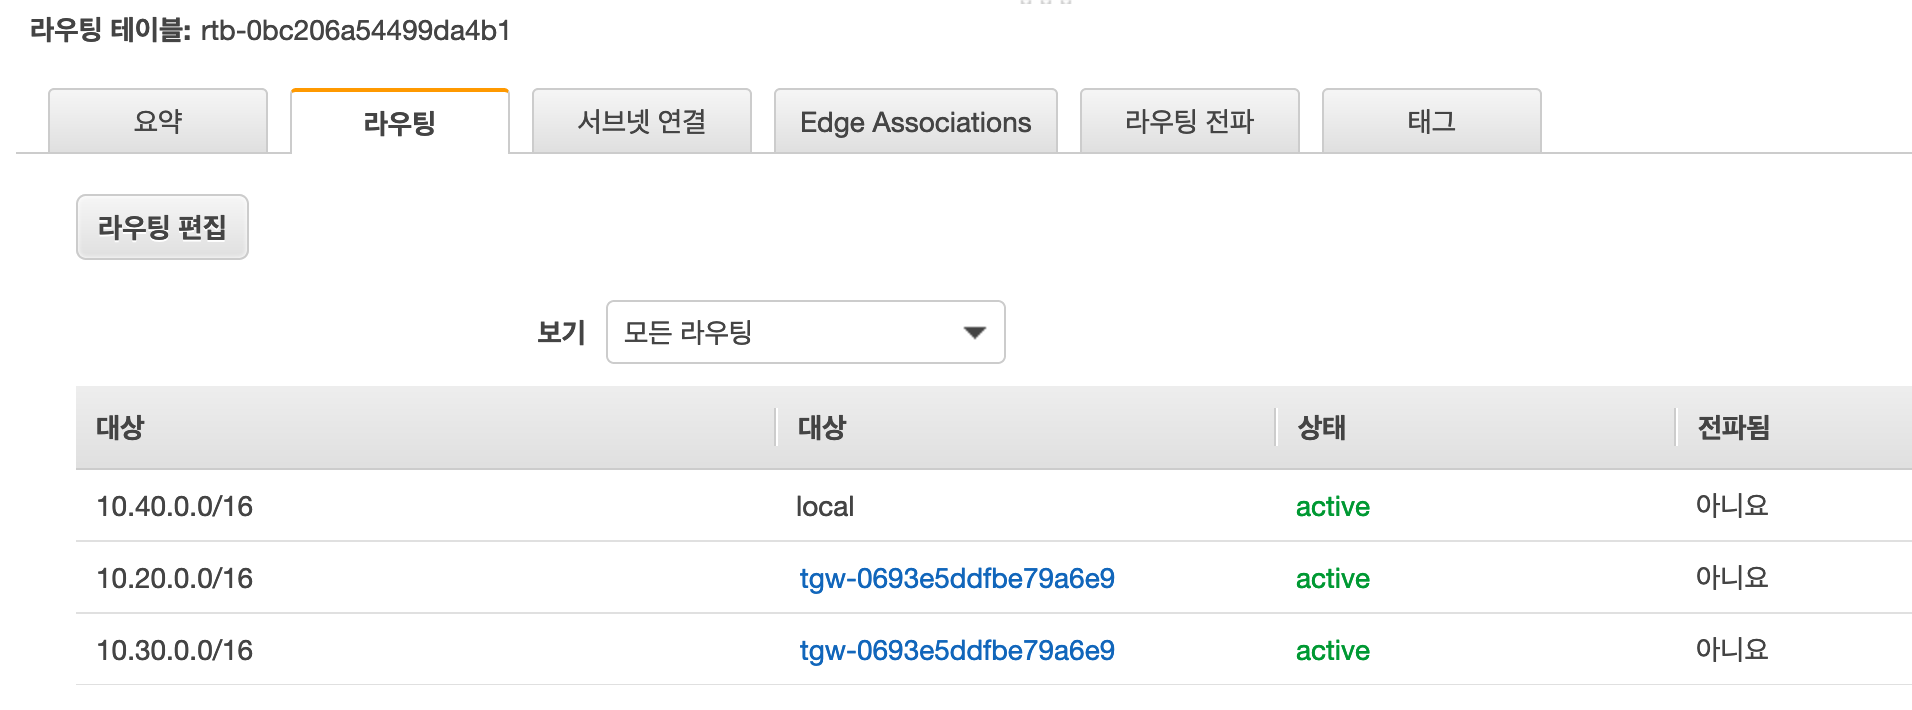 라우팅 테이블: rtb-0bc206a54499da4b1
요약 라우팅 서브넷 연결 Edge Associations 라우팅 전파 태그
라우팅 편집
보기 모든 라우팅
대상 대상 상태 전파됨
10.40.0.0/16 local active 아니요
10.20.0.0/16 tgw-0693e5ddfbe79a6e9 active 아니요
10.30.0.0/16 tgw-0693e5ddfbe79a6e9 active 아니요